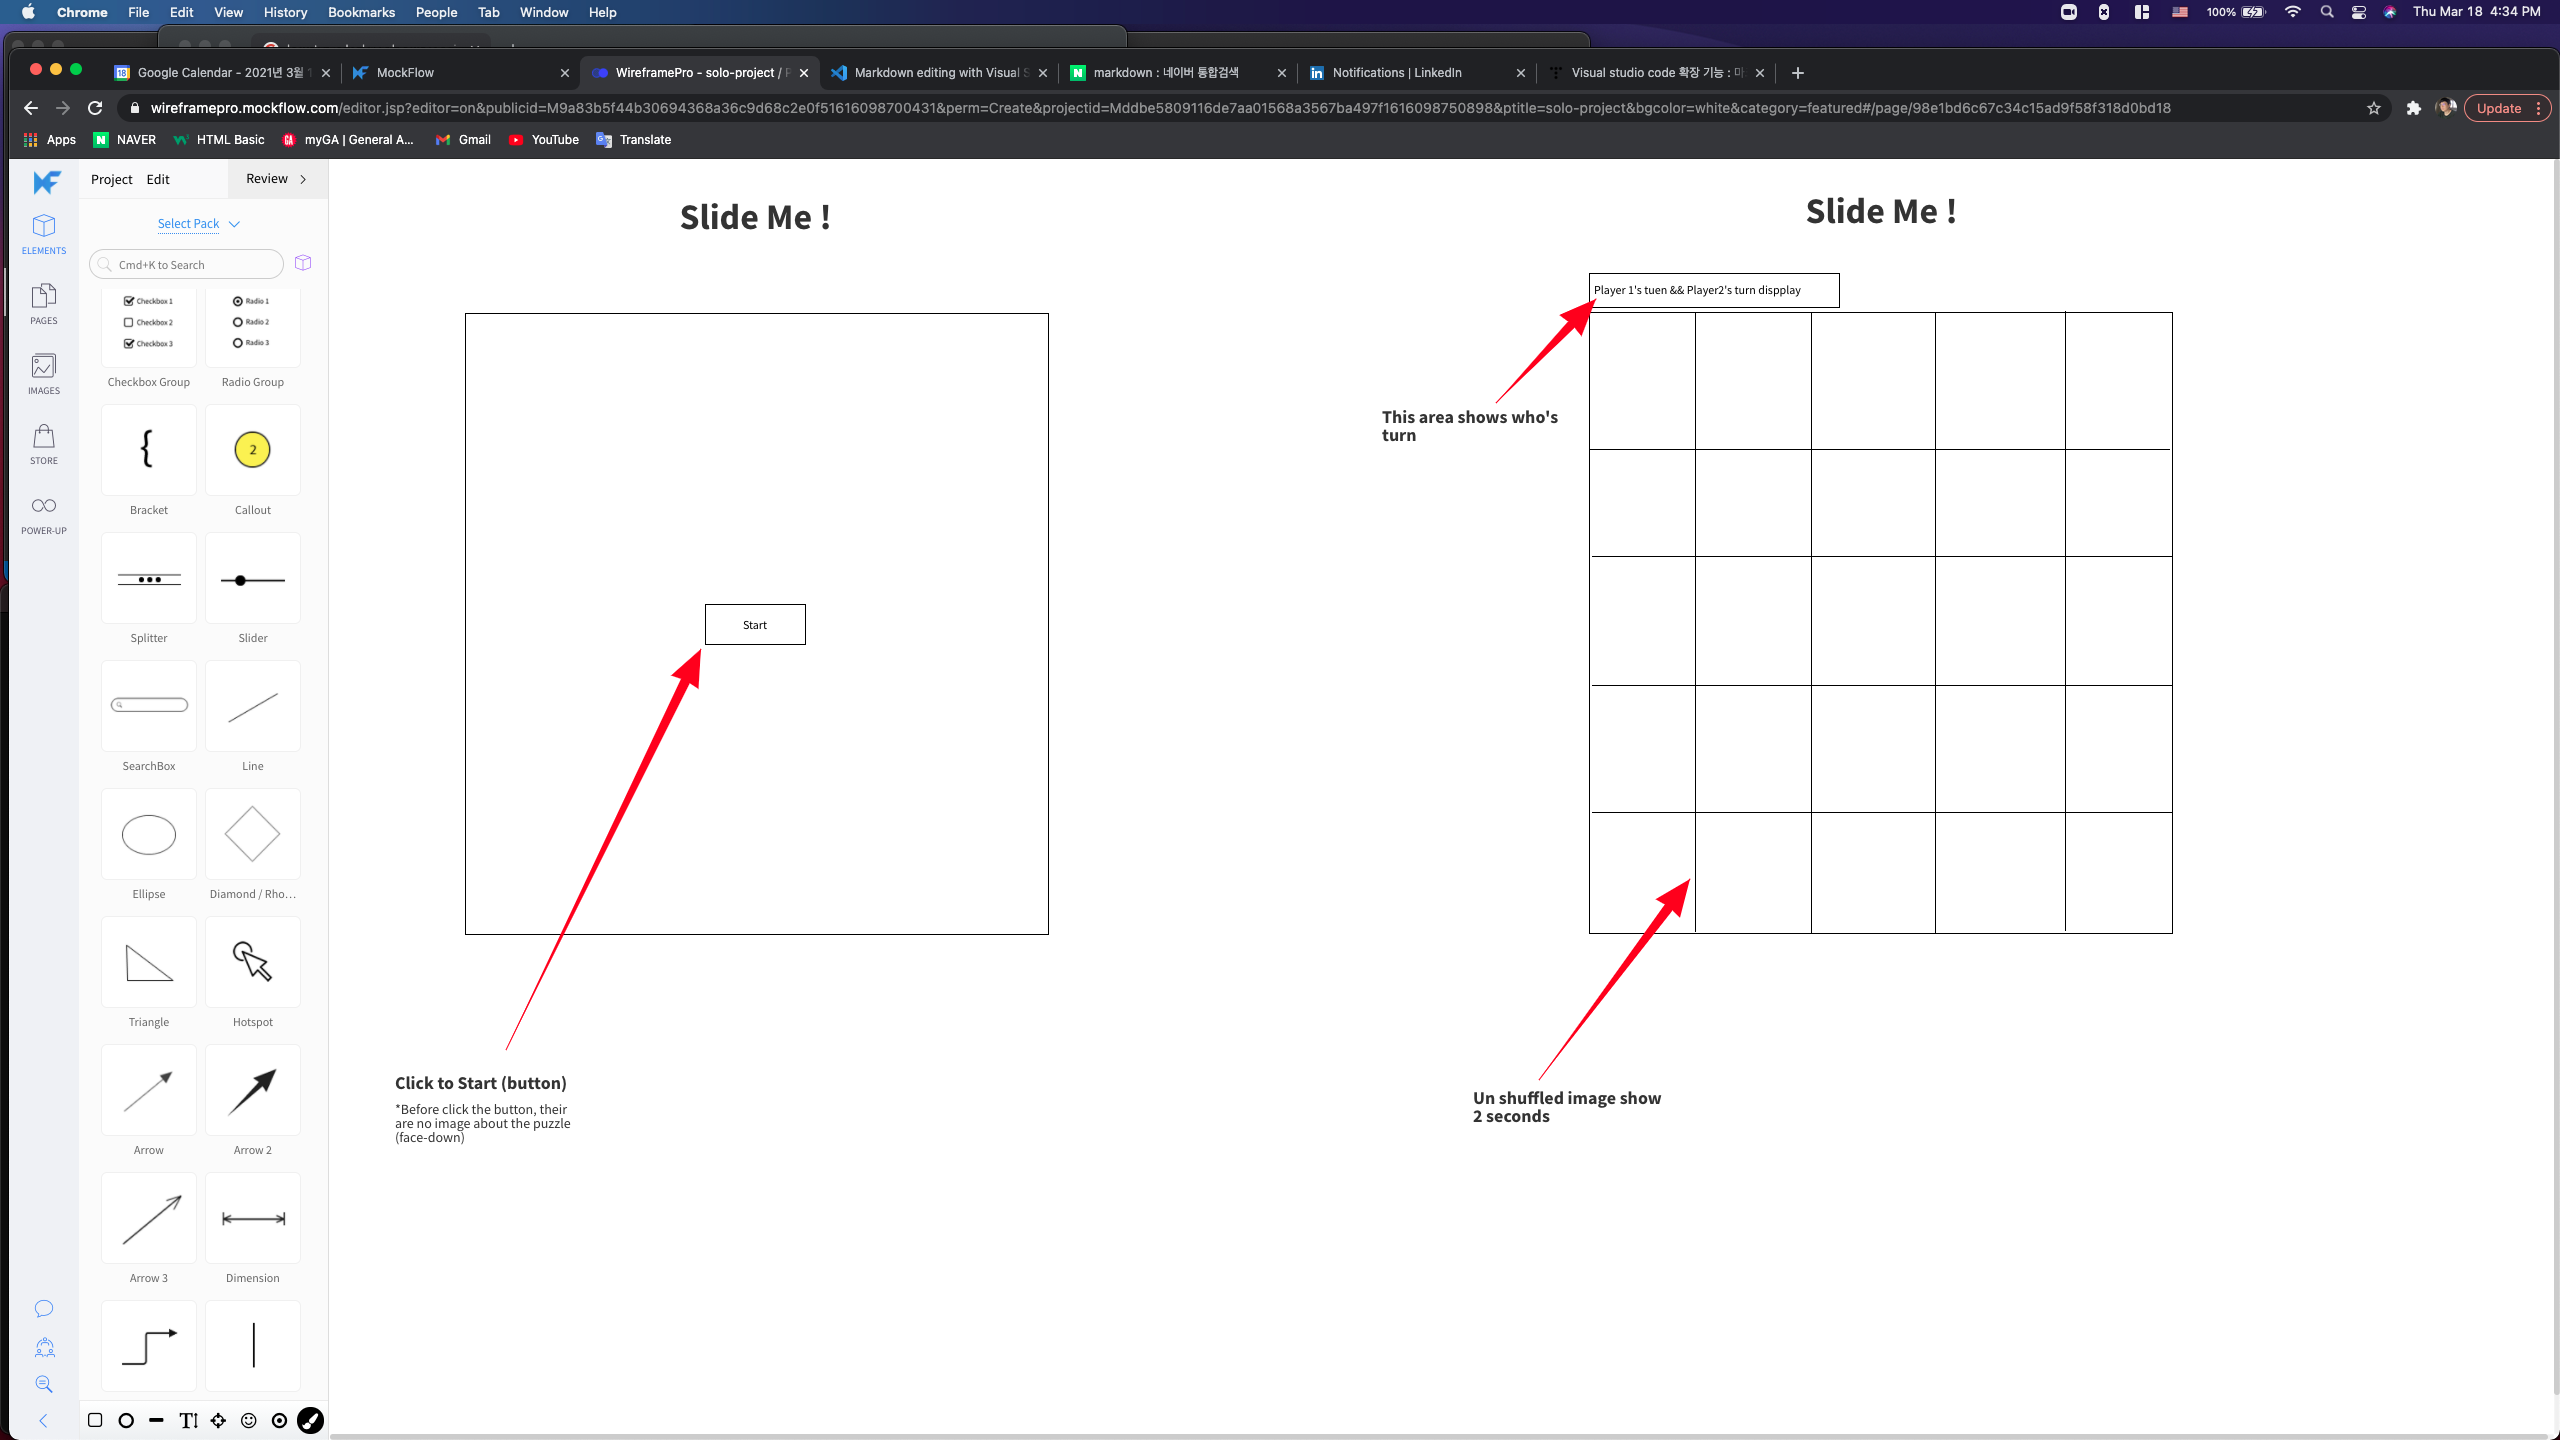 Chrome File Edit View History Bookmarks People Tab Window Help
100% Thu Mar 18 4:34 PM
Google Calendar - 2021년 3월 1
MockFlow
WireframePro - solo-project / P
Markdown editing with Visual S
markdown : 네이버 통합검색
Notifications | LinkedIn
Visual studio code 확장 기능 : 마
wireframepro.mockflow.com/editor.jsp?editor=on&publicid=M9a83b5f44b30694368a36c9d68c2e0f51616098700431&perm=Create&projectid=Mddbe5809116de7aa01568a3567ba497f1616098750898&ptitle=solo-project&bgcolor=white&category=featured#/page/98e1bd6c67c34c15ad9f58f318d0bd18
Update
Apps NAVER HTML Basic myGA | General A... Gmail YouTube Translate
Project Edit Review
Select Pack
Cmd+K to Search
ELEMENTS
PAGES
IMAGES
STORE
POWER-UP
Checkbox 1
Checkbox 2
Checkbox 3
Radio 1
Radio 2
Radio 3
Checkbox Group Radio Group
{
2
Bracket Callout
Splitter Slider
SearchBox Line
Ellipse Diamond / Rho...
Triangle Hotspot
Arrow Arrow 2
Arrow 3 Dimension
Slide Me !
Start
Click to Start (button)
*Before click the button, their
are no image about the puzzle
(face-down)
Slide Me !
Player 1's tuen && Player2's turn dispplay
This area shows who's
turn
Un shuffled image show
2 seconds